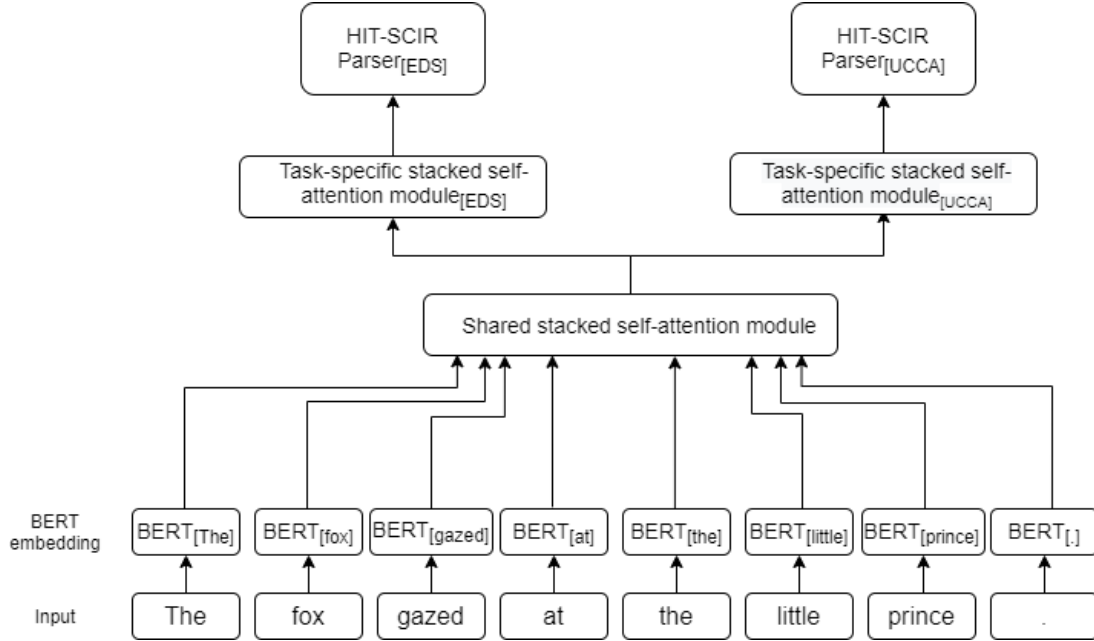 HIT-SCIR
Parser[EDS]
HIT-SCIR
Parser[UCCA]
Task-specific stacked self-
attention module[EDS]
Task-specific stacked self-
attention module[UCCA]
Shared stacked self-attention module
BERT
embedding
BERT[The]
BERT[fox]
BERT[gazed]
BERT[at]
BERT[the]
BERT[little]
BERT[prince]
BERT[.]
Input
The
fox
gazed
at
the
little
prince
.